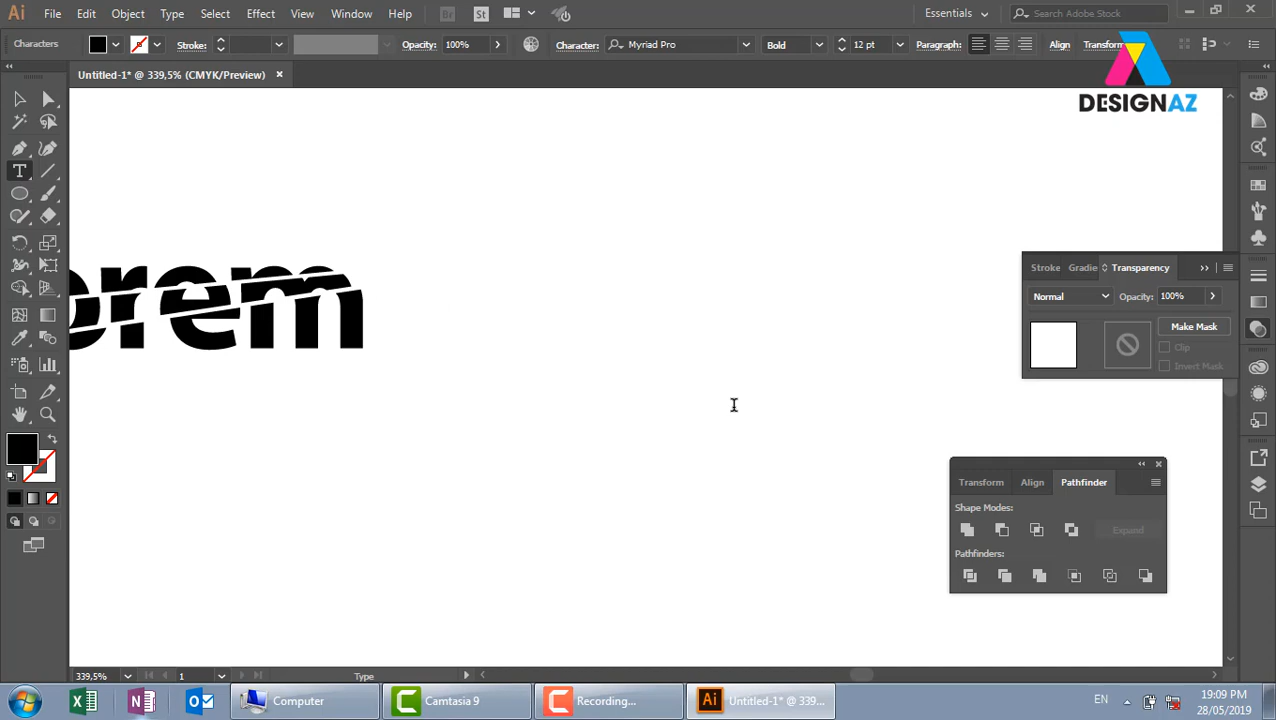 Ai File Edit Object Type Select Effect View Window Help Br St Essentials Search Adobe Stock
Characters Stroke: Opacity: 100% Character: Myriad Pro Bold 12 pt Paragraph: Align Transform
Untitled-1* @ 339,5% (CMYK/Preview)
DESIGNAZ
orem
Stroke Gradie Transparency
Normal Opacity: 100%
Make Mask
Clip
Invert Mask
Transform Align Pathfinder
Shape Modes:
Expand
Pathfinders:
339,5% 1 Type
Computer Camtasia 9 Recording... Untitled-1* @ 339... EN 19:09 PM
28/05/2019